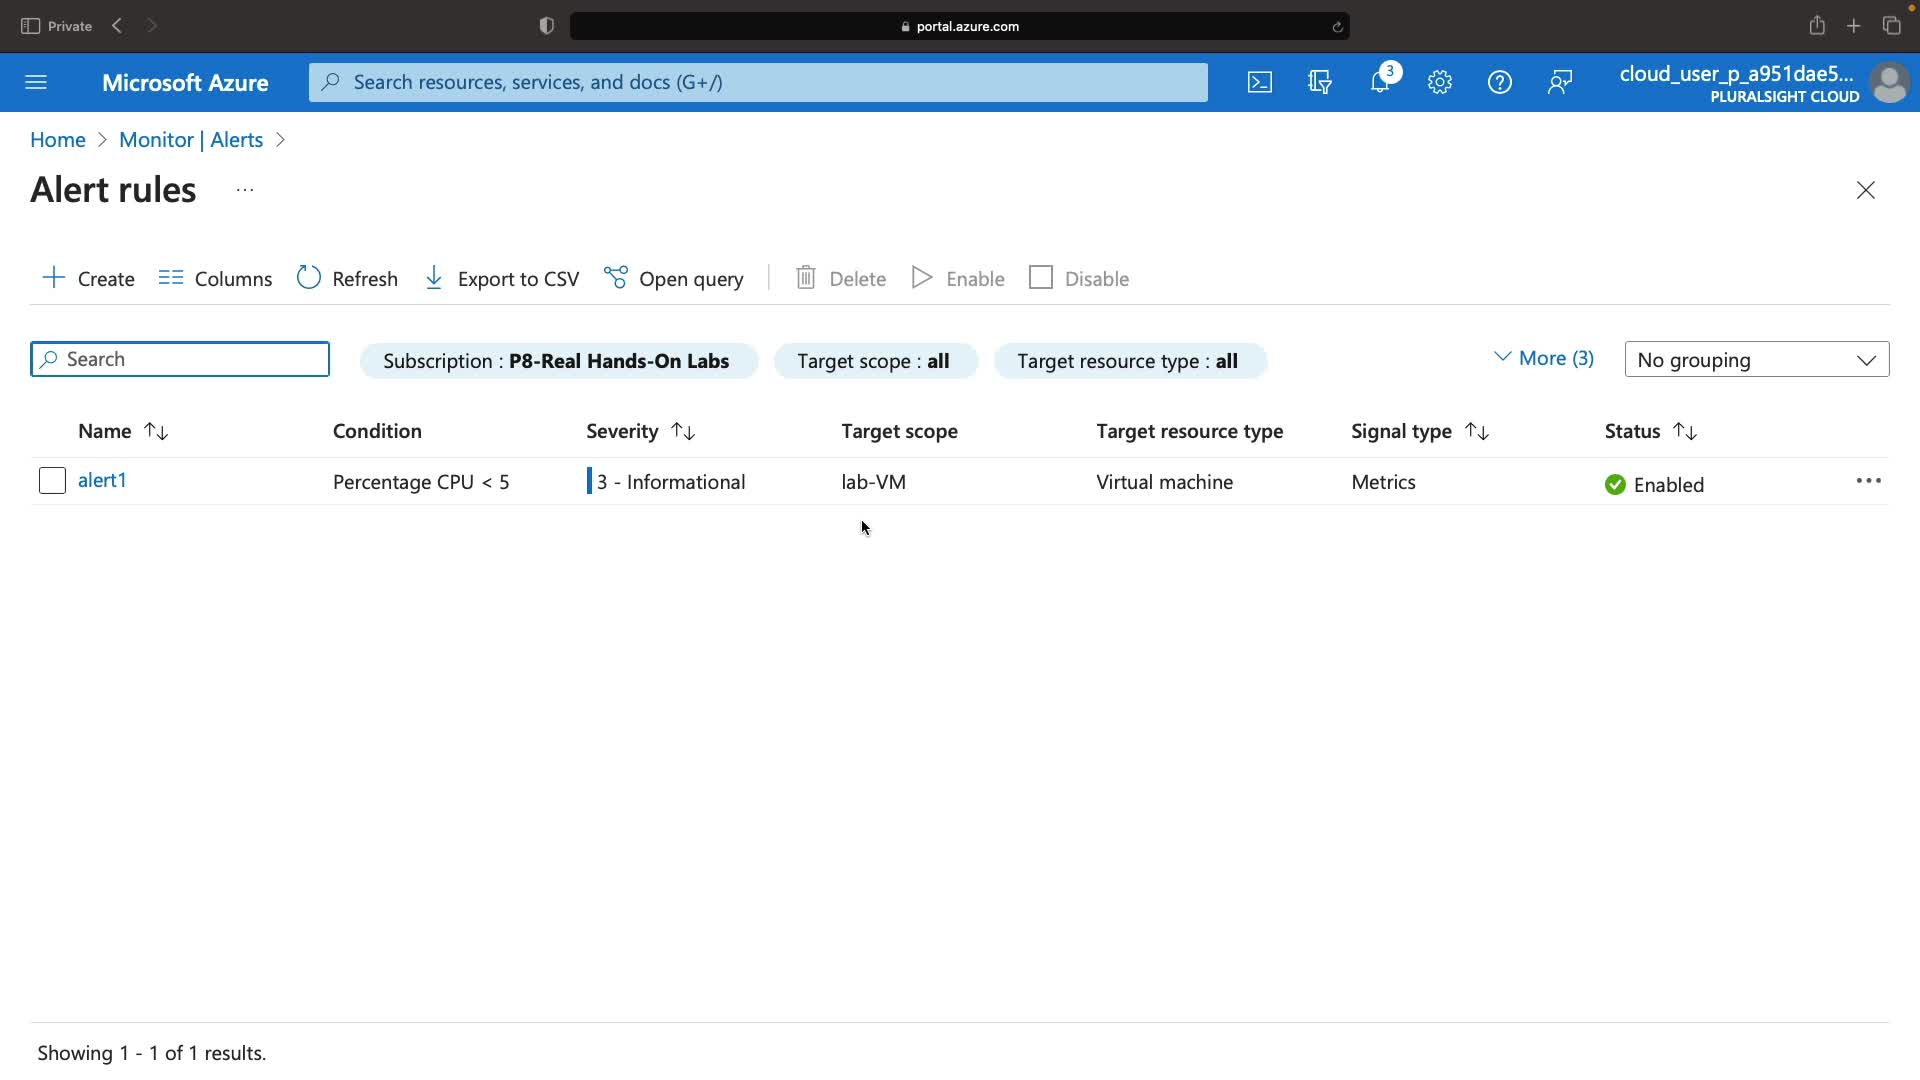 Private
portal.azure.com
Microsoft Azure
Search resources, services, and docs (G+/)
3
cloud_user_p_a951dae5...
PLURALSIGHT CLOUD
Home > Monitor | Alerts >
Alert rules ...
Create Columns Refresh Export to CSV Open query Delete Enable Disable
Search Subscription : P8-Real Hands-On Labs Target scope : all Target resource type : all More (3) No grouping
Name Condition Severity Target scope Target resource type Signal type Status
alert1 Percentage CPU < 5 3 - Informational lab-VM Virtual machine Metrics Enabled ...
Showing 1 - 1 of 1 results.